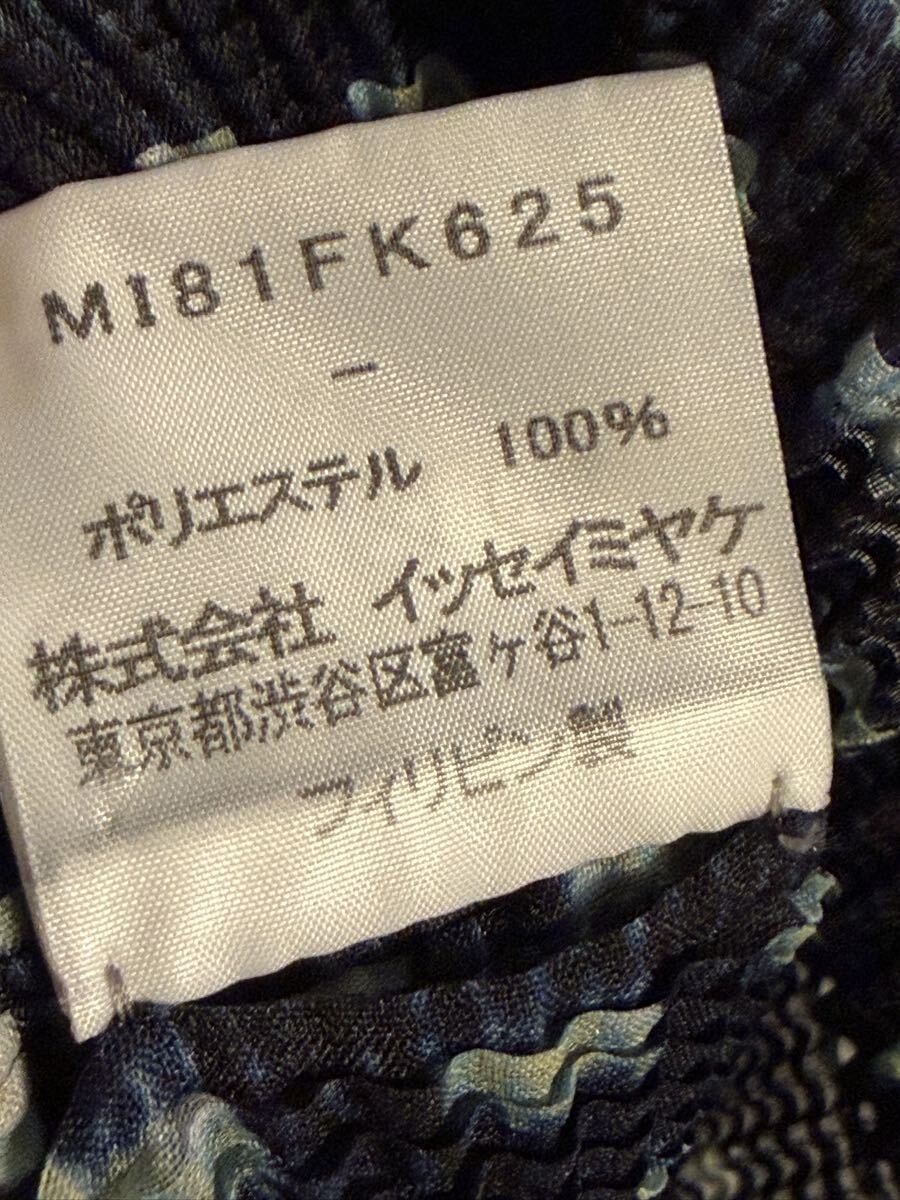 MI81FK625
-
ポリエステル 100%
株式会社 イッセイミヤケ
東京都渋谷区富ヶ谷1-12-10
フィリピン製